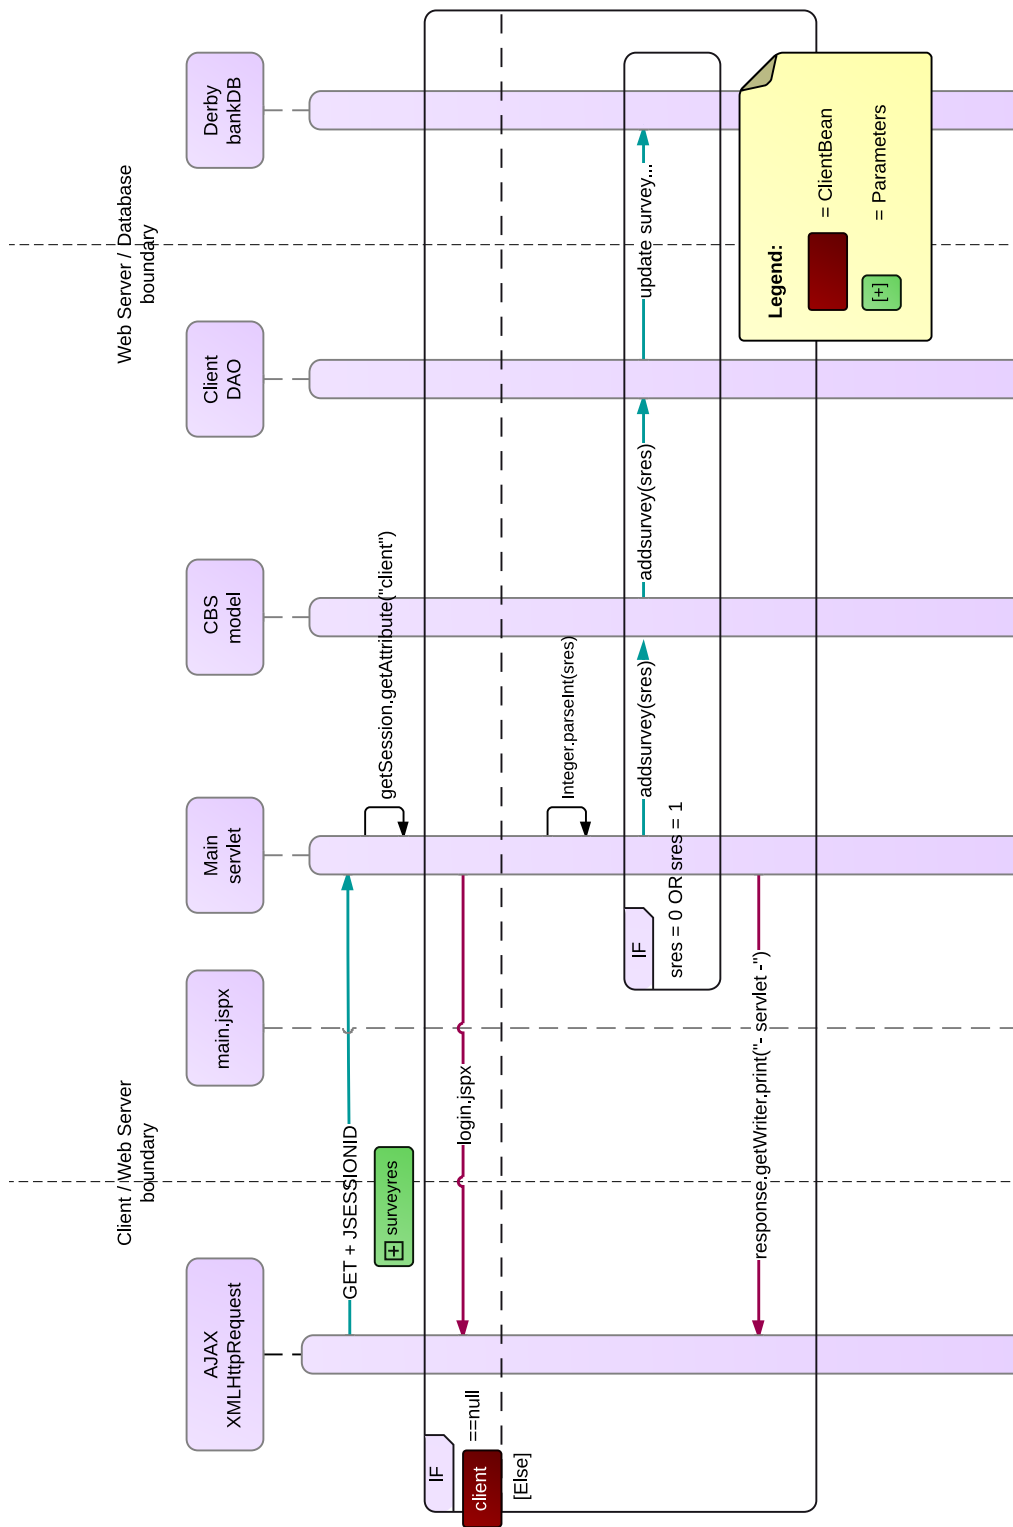 Client / Web Server
boundary
Web Server / Database
boundary
AJAX
XMLHttpRequest
main.jspx
Main
servlet
CBS
model
Client
DAO
Derby
bankDB
GET + JSESSIONID
surveyres
getSession.getAttribute("client")
IF
client
==null
login.jspx
[Else]
Integer.parseInt(sres)
IF
sres = 0 OR sres = 1
addsurvey(sres)
addsurvey(sres)
update survey...
response.getWriter.print("- servlet -")
Legend:
= ClientBean
[+] = Parameters